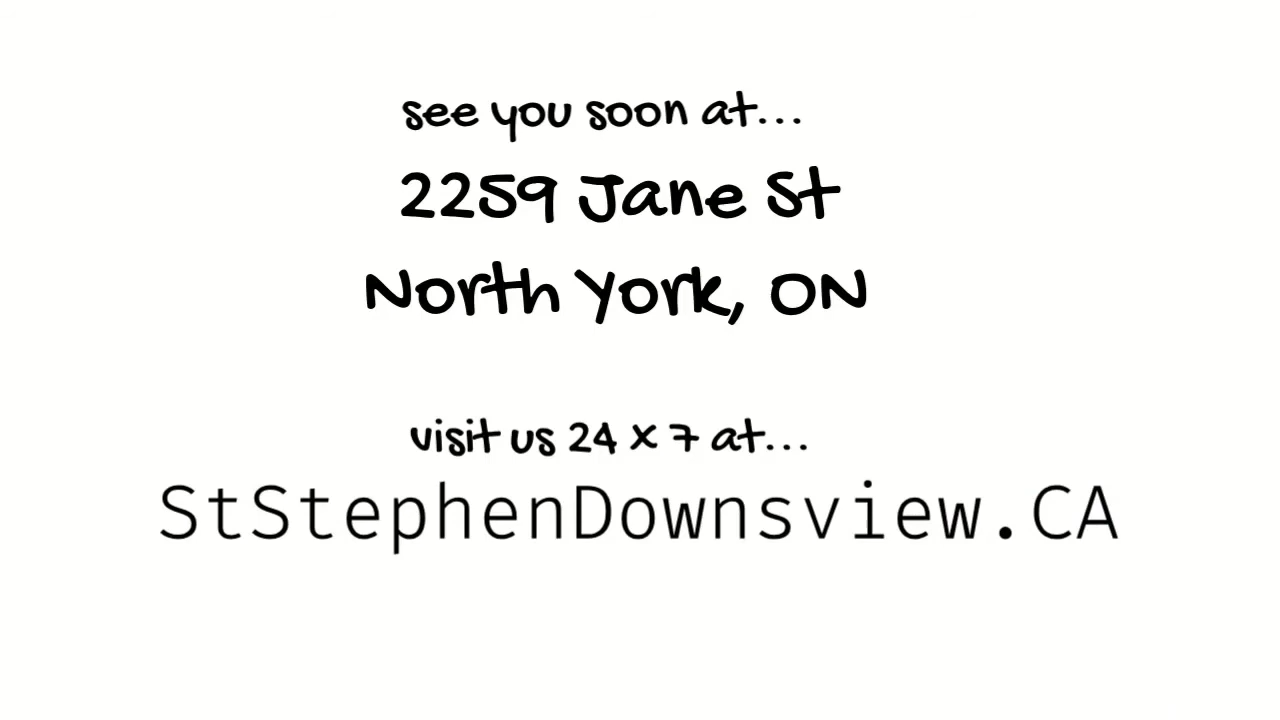 see you soon at...
2259 Jane St
North York, ON
visit us 24 x 7 at...
StStephenDownsview.CA